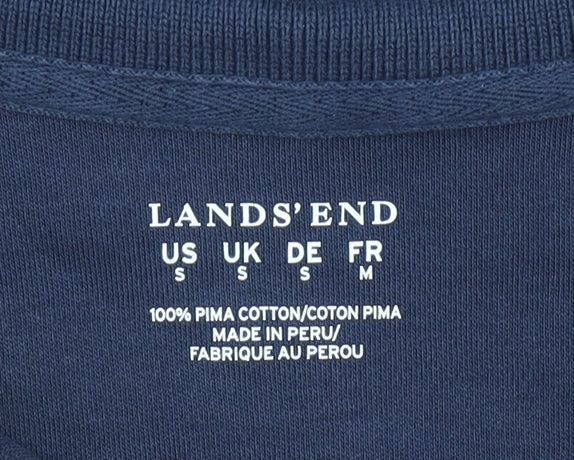 LANDS' END
US UK DE FR
S S S M
100% PIMA COTTON/COTON PIMA
MADE IN PERU/
FABRIQUE AU PEROU